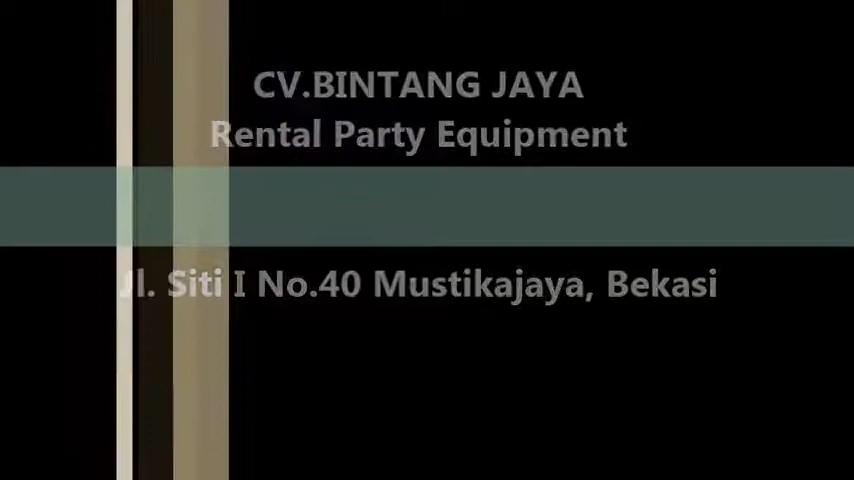 CV.BINTANG JAYA
Rental Party Equipment
Jl. Siti I No.40 Mustikajaya, Bekasi